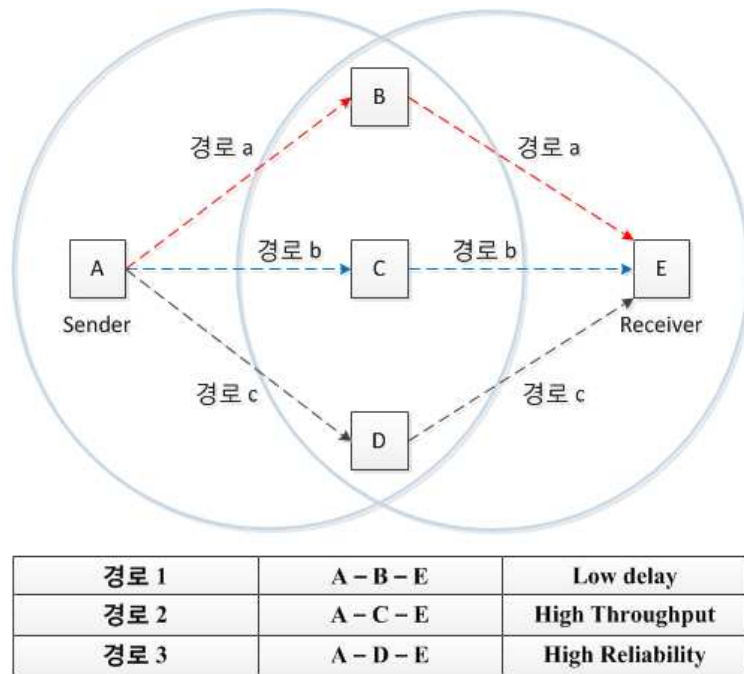 B
경로 a
경로 a
경로 b
경로 b
A
C
E
Sender
Receiver
경로 c
경로 c
D
경로 1 A – B – E Low delay
경로 2 A – C – E High Throughput
경로 3 A – D – E High Reliability